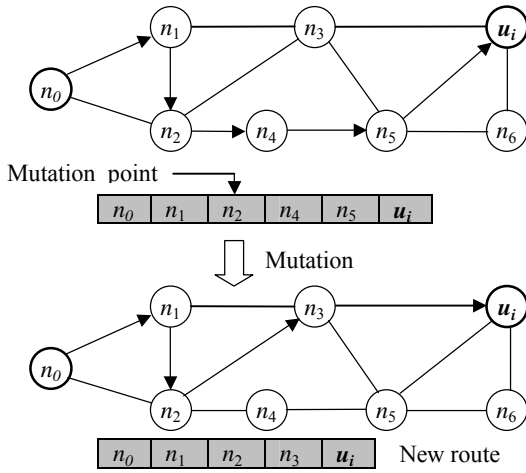 n1 n3 ui
n0
n2 n4 n5 n6
Mutation point
n0 n1 n2 n4 n5 ui
Mutation
n1 n3 ui
n0
n2 n4 n5 n6
n0 n1 n2 n3 ui New route